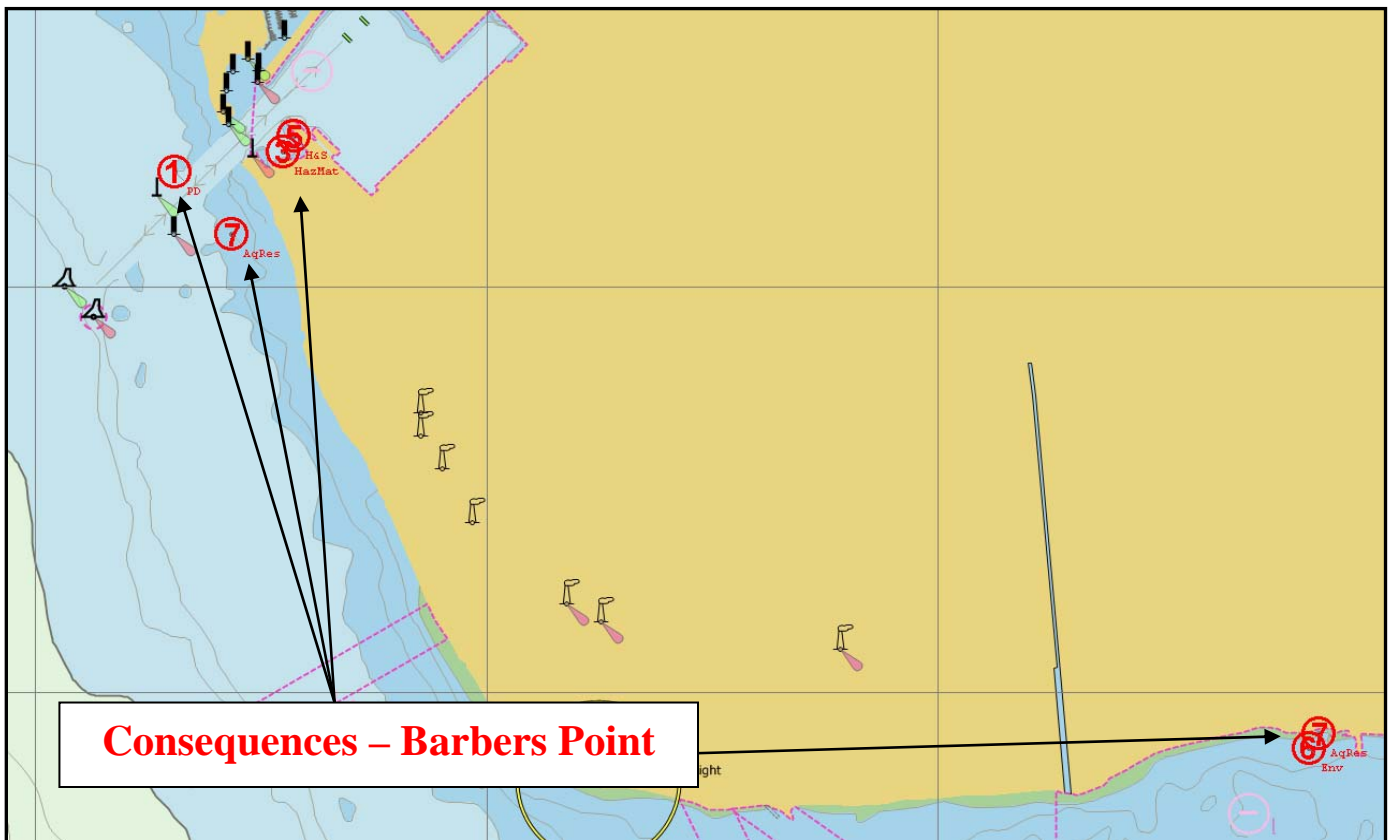 5
3
H&S
HazMat
1
PD
7
AqRes
Consequences – Barbers Point
ight
7
6
AqRes
Env